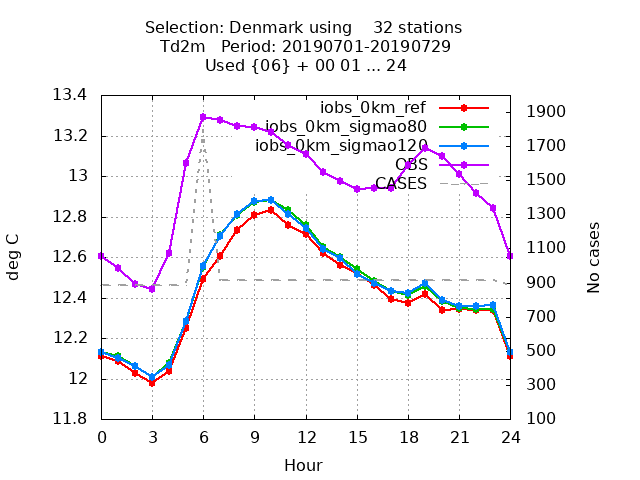 Selection: Denmark using    32 stations
Td2m   Period: 20190701-20190729
Used {06} + 00 01 ... 24
13.4
13.2
13
12.8
12.6
12.4
12.2
12
11.8
deg C
1900
1700
1500
1300
1100
900
700
500
300
100
No cases
iobs_0km_ref
iobs_0km_sigmao80
iobs_0km_sigmao120
OBS
CASES
0 3 6 9 12 15 18 21 24
Hour